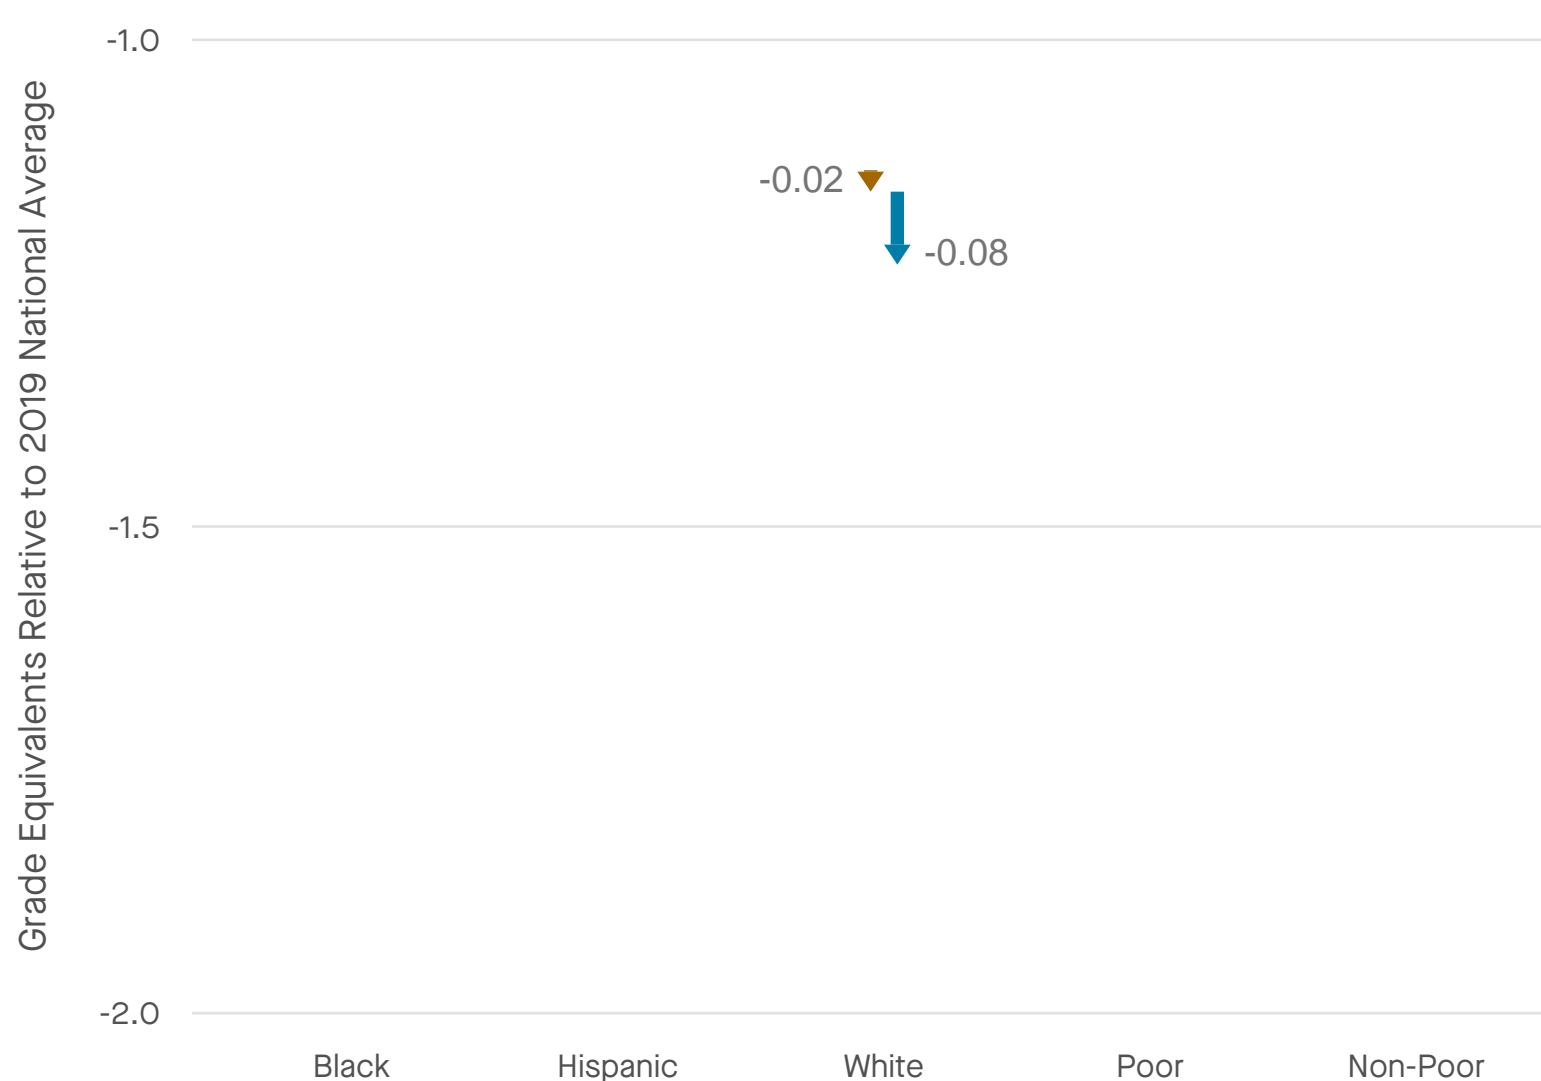 Grade Equivalents Relative to 2019 National Average
-1.0
-0.02
-0.08
-1.5
-2.0
Black Hispanic White Poor Non-Poor